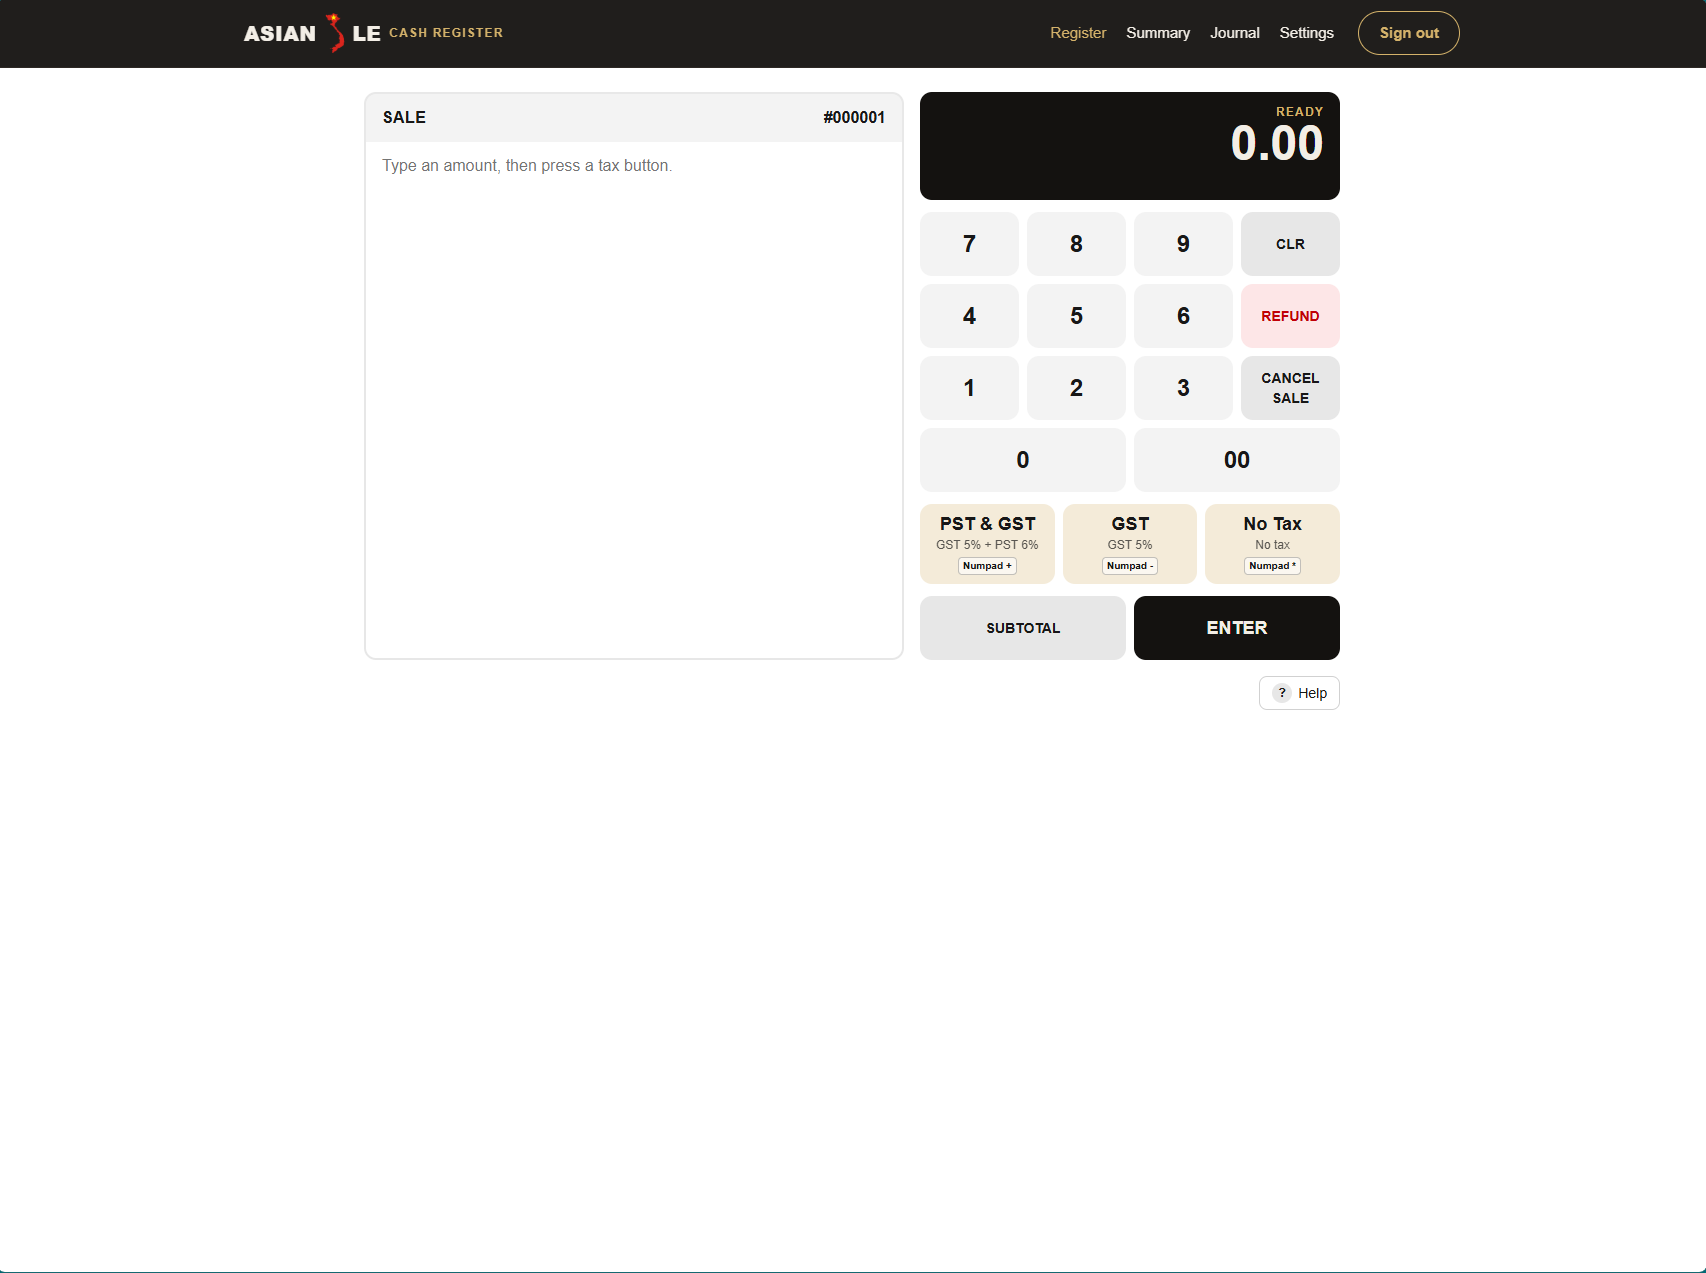 ASIAN LE CASH REGISTER
Register Summary Journal Settings Sign out
SALE #000001
Type an amount, then press a tax button.
READY
0.00
7 8 9 CLR
4 5 6 REFUND
1 2 3 CANCEL SALE
0 00
PST & GST
GST 5% + PST 6%
Numpad +
GST
GST 5%
Numpad -
No Tax
No tax
Numpad *
SUBTOTAL ENTER
? Help